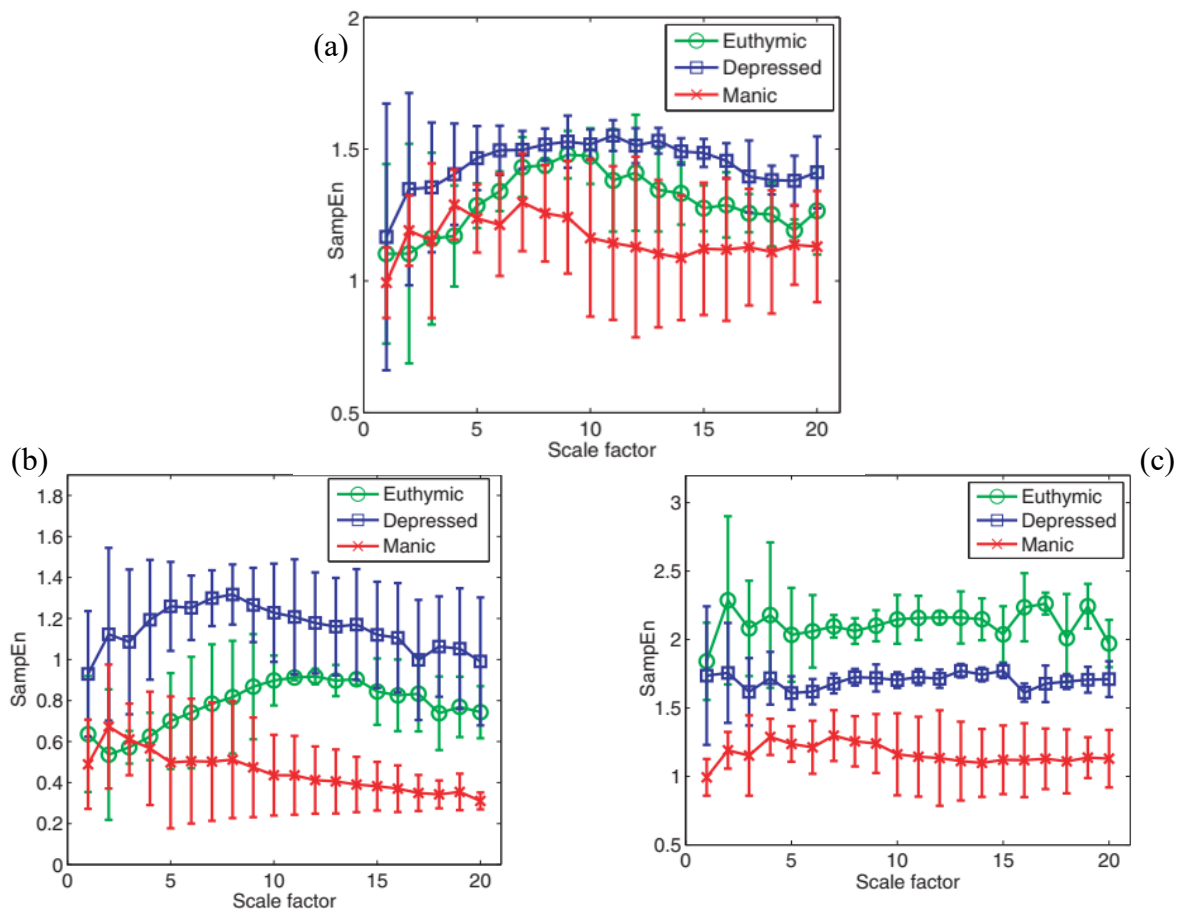 (a)
2
1.5
1
0.5
SampEn
Euthymic
Depressed
Manic
0 5 10 15 20
Scale factor
(b)
1.8
1.6
1.4
1.2
1
0.8
0.6
0.4
0.2
0
SampEn
Euthymic
Depressed
Manic
0 5 10 15 20
Scale factor
(c)
3
2.5
2
1.5
1
0.5
SampEn
Euthymic
Depressed
Manic
0 5 10 15 20
Scale factor